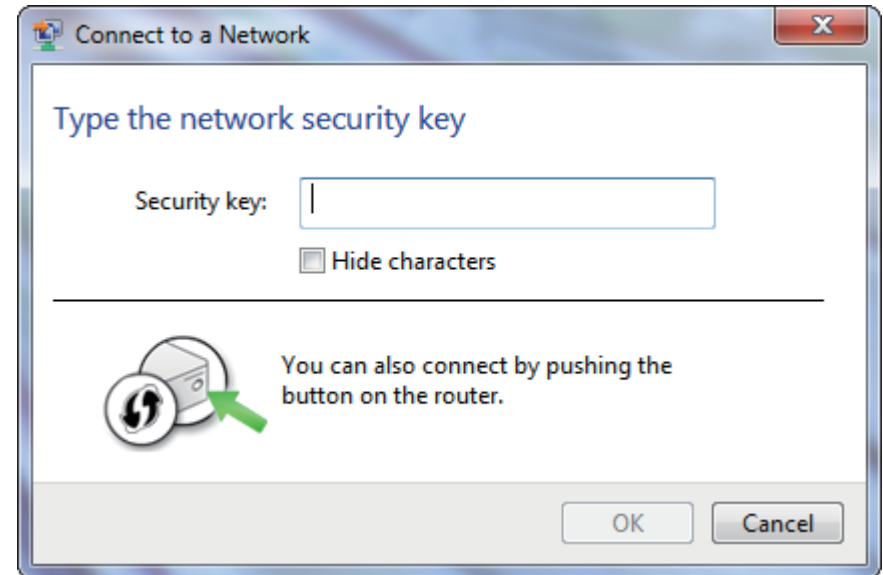 Connect to a Network
Type the network security key
Security key:
Hide characters
You can also connect by pushing the
button on the router.
OK Cancel